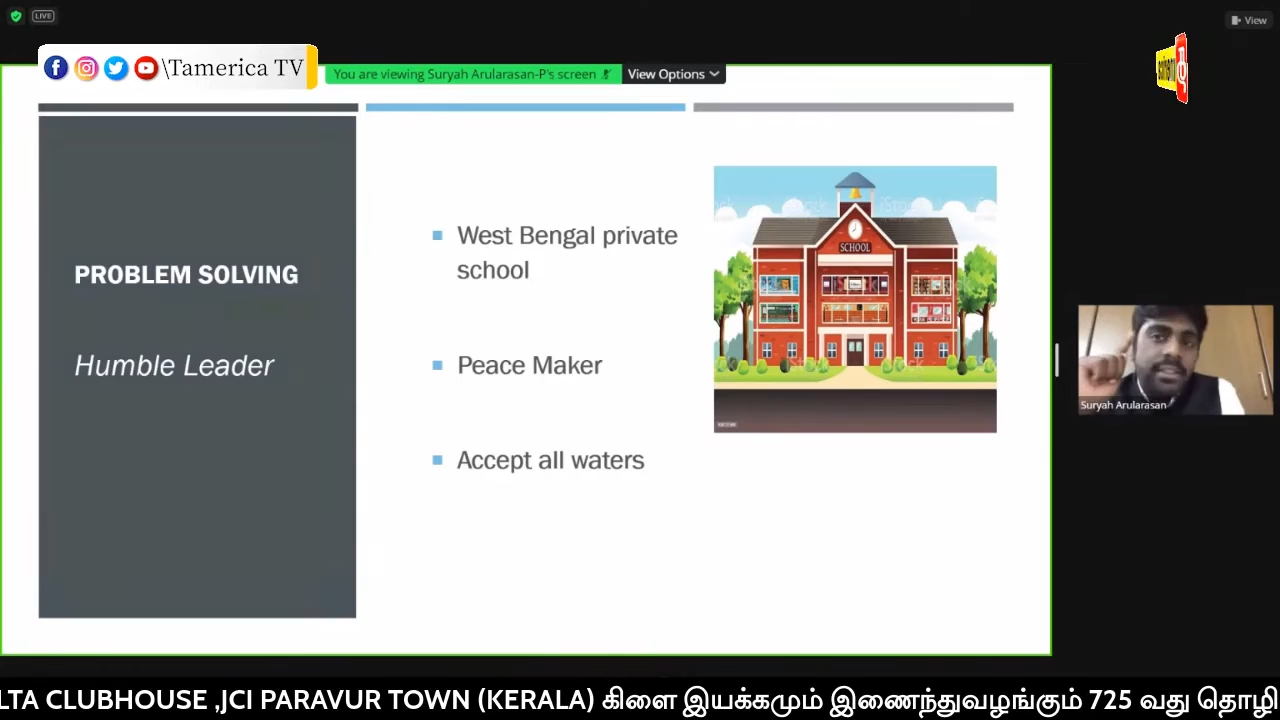 LIVE
View
\Tamerica TV
You are viewing Suryah Arularasan-P's screen
View Options
PROBLEM SOLVING
Humble Leader
West Bengal private
school
Peace Maker
Accept all waters
SCHOOL
Suryah Arularasan
LTA CLUBHOUSE ,JCI PARAVUR TOWN (KERALA) கிளை இயக்கமும் இணைந்துவழங்கும் 725 வது தொழி